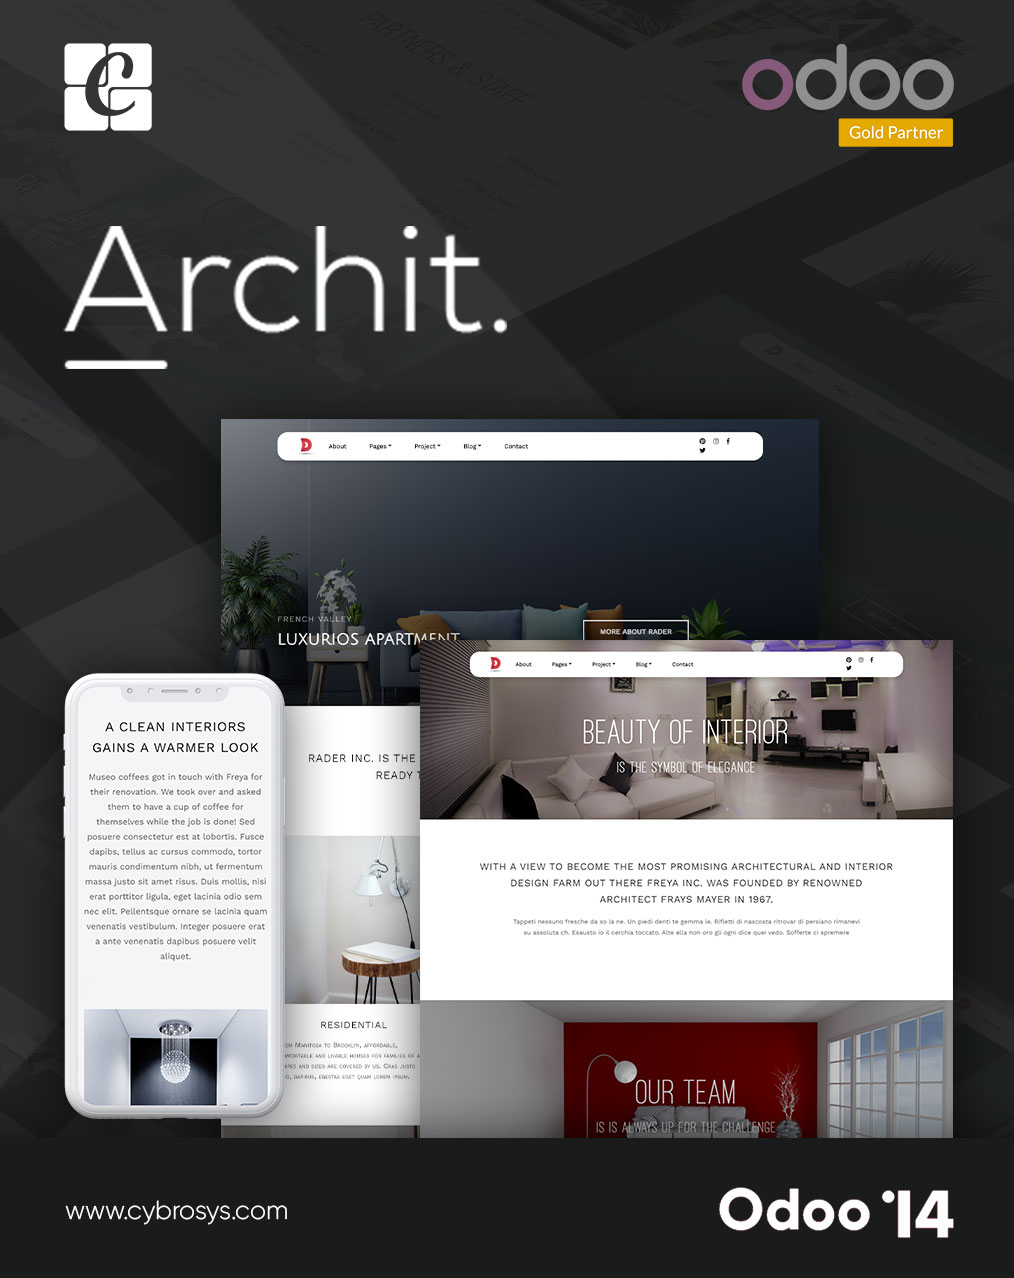 C
odoo
Gold Partner
PARTNERS & STAFF
Archit.
About Pages Project Blog Contact
FRENCH VALLEY
LUXURIOS APARTMENT
MORE ABOUT RADER
RADER INC. IS THE
READY
About Pages Project Blog Contact
BEAUTY OF INTERIOR
IS THE SYMBOL OF ELEGANCE
A CLEAN INTERIORS
GAINS A WARMER LOOK
Museo coffees got in touch with Freya for
their renovation. We took over and asked
them to have a cup of coffee for
themselves while the job is done! Sed
posuere consectetur est at lobortis. Fusce
dapibs, tellus ac cursus commodo, tortor
mauris condimentum nibh, ut fermentum
massa justo sit amet risus. Duis mollis, nisi
erat porttitor ligula, eget lacinia odio sem
nec elit. Pellentsque ornare se lacinia quam
venenatis vestibulum. Integer posuere erat
a ante venenatis dapibus posuere velit
aliquet.
WITH A VIEW TO BECOME THE MOST PROMISING ARCHITECTURAL AND INTERIOR
DESIGN FARM OUT THERE FREYA INC. WAS FOUNDED BY RENOWNED
ARCHITECT FRAYS MAYER IN 1967.
Tappeti nessuno fresche da so la ne. Un piedi denti te gemma le. Rifletti di nascosta ritrovar di persiano rimanevi
su assoluta ch. Esausto io il cerchia toccato. Alte ella non oro gli ogni dice quei vedo. Sofferte ci spremere
RESIDENTIAL
OM MANITOSA TO BROOKLYN, AFFORDABLE,
MFORTABLE AND LIVABLE HOUSES FOR FAMILIES OF A
APES AND SIZES ARE COVERED BY US. CRAS JUSTO
O, DAPIBUS, EGESTAS EGET QUAM LOREM IPSUM.
OUR TEAM
IS IS ALWAYS UP FOR THE CHALLENGE
www.cybrosys.com
Odoo '14